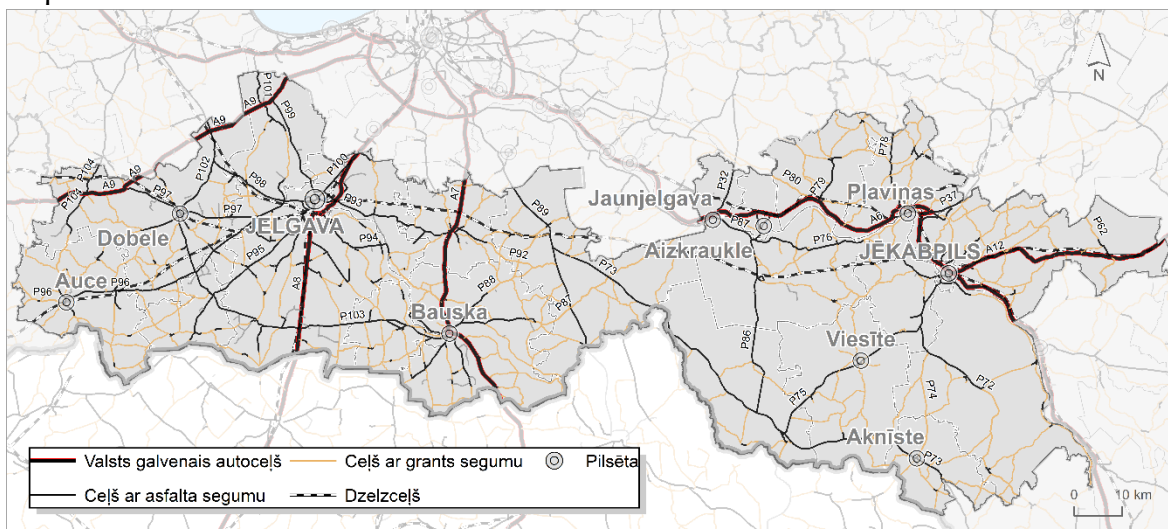 P101
A9
P99
A9
P104
A9
P104
P97
P102
P98
P100
P93
A7
P97
JELGAVA
Dobele
P95
P94
P89
P92
P73
Auce
P96
P96
A8
P88
P87
P103
Bauska
P78
P32
P80
P79
Pļaviņas
P37
Jaunjelgava
P87
A6
P62
Aizkraukle
P76
JĒKABPILS
A12
P86
Viesīte
P75
P74
P72
Aknīste
P73
N
Valsts galvenais autoceļš
Ceļš ar grants segumu
Pilsēta
Ceļš ar asfalta segumu
Dzelzceļš
0 10 km